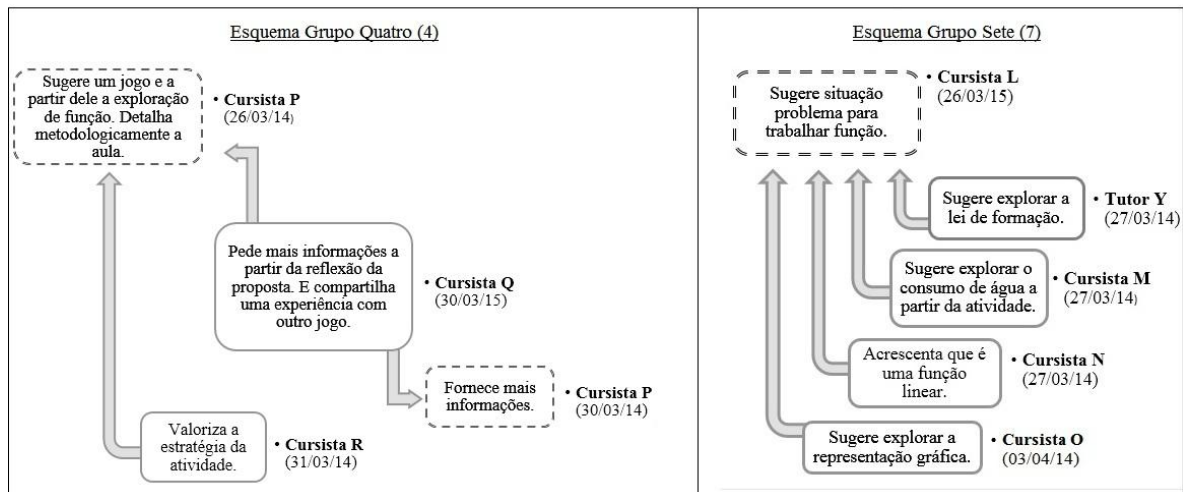 Esquema Grupo Quatro (4)
Sugere um jogo e a
partir dele a exploração
de função. Detalha
metodologicamente a
aula.
• Cursista P
(26/03/14)
Pede mais informações a
partir da reflexão da
proposta. E compartilha
uma experiência com
outro jogo.
• Cursista Q
(30/03/15)
Fornece mais
informações.
• Cursista P
(30/03/14)
Valoriza a
estratégia da
atividade.
• Cursista R
(31/03/14)
Esquema Grupo Sete (7)
Sugere situação
problema para
trabalhar função.
• Cursista L
(26/03/15)
Sugere explorar a
lei de formação.
• Tutor Y
(27/03/14)
Sugere explorar o
consumo de água a
partir da atividade.
• Cursista M
(27/03/14)
Acrescenta que é
uma função
linear.
• Cursista N
(27/03/14)
Sugere explorar a
representação gráfica.
• Cursista O
(03/04/14)